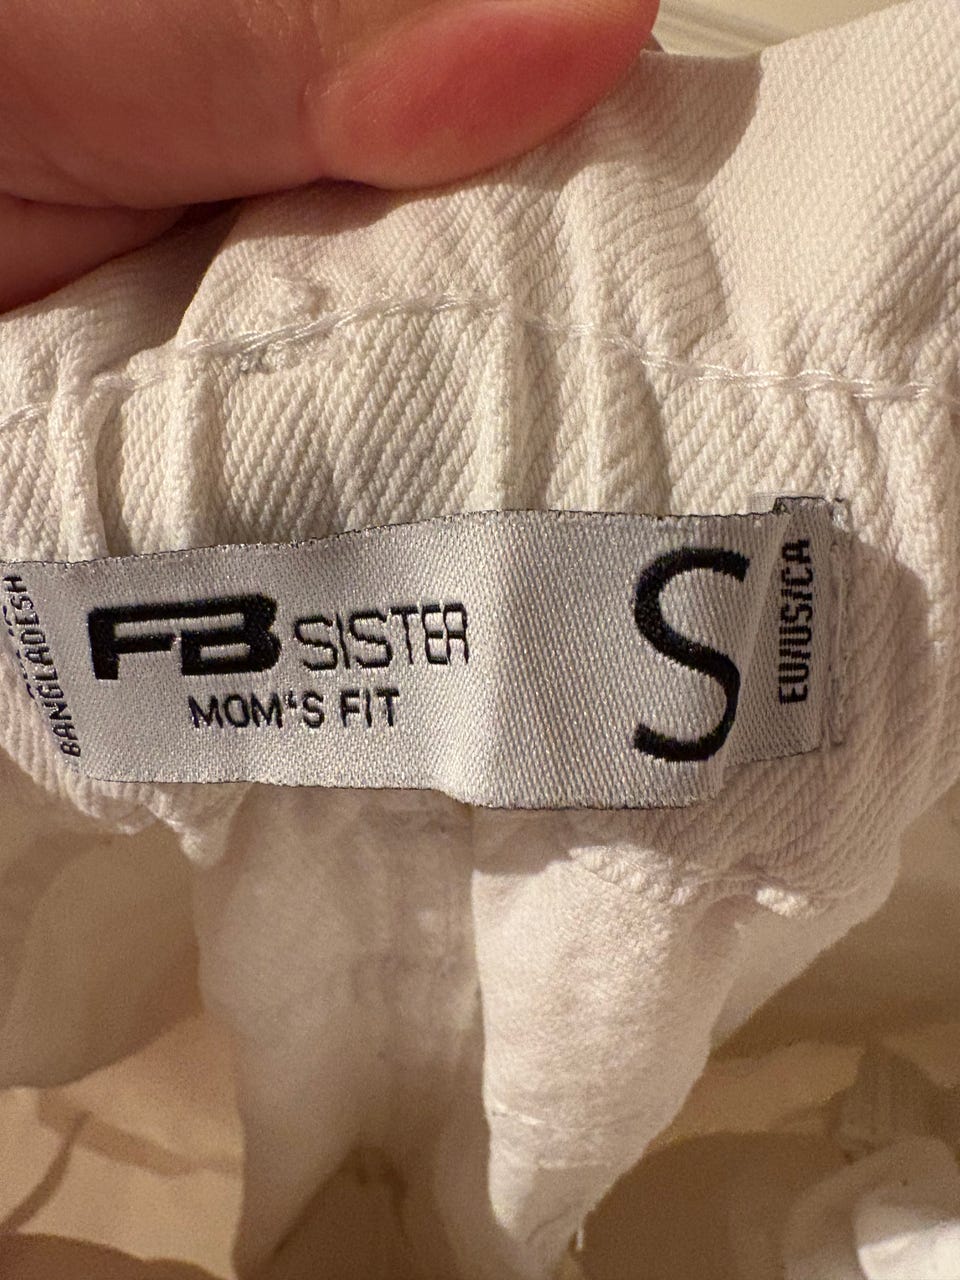 BANGLADESH
FB SISTER
MOM'S FIT
S
EU/US/CA